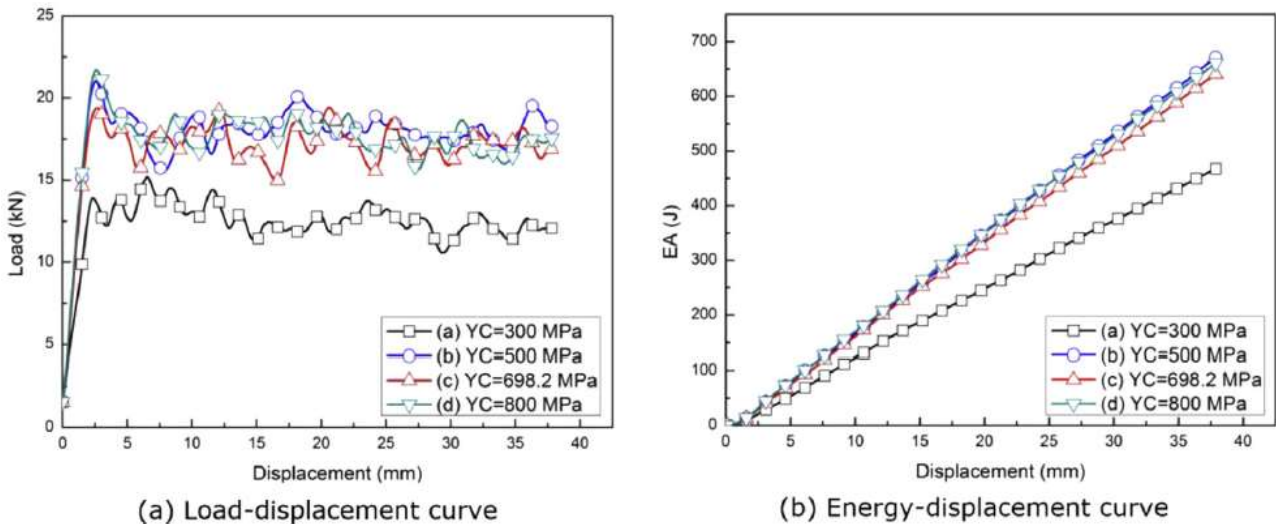 25
20
15
10
5
0
Load (kN)
0 5 10 15 20 25 30 35 40
Displacement (mm)
(a) YC=300 MPa
(b) YC=500 MPa
(c) YC=698.2 MPa
(d) YC=800 MPa
(a) Load-displacement curve
700
600
500
400
300
200
100
0
EA (J)
0 5 10 15 20 25 30 35 40
Displacement (mm)
(a) YC=300 MPa
(b) YC=500 MPa
(c) YC=698.2 MPa
(d) YC=800 MPa
(b) Energy-displacement curve